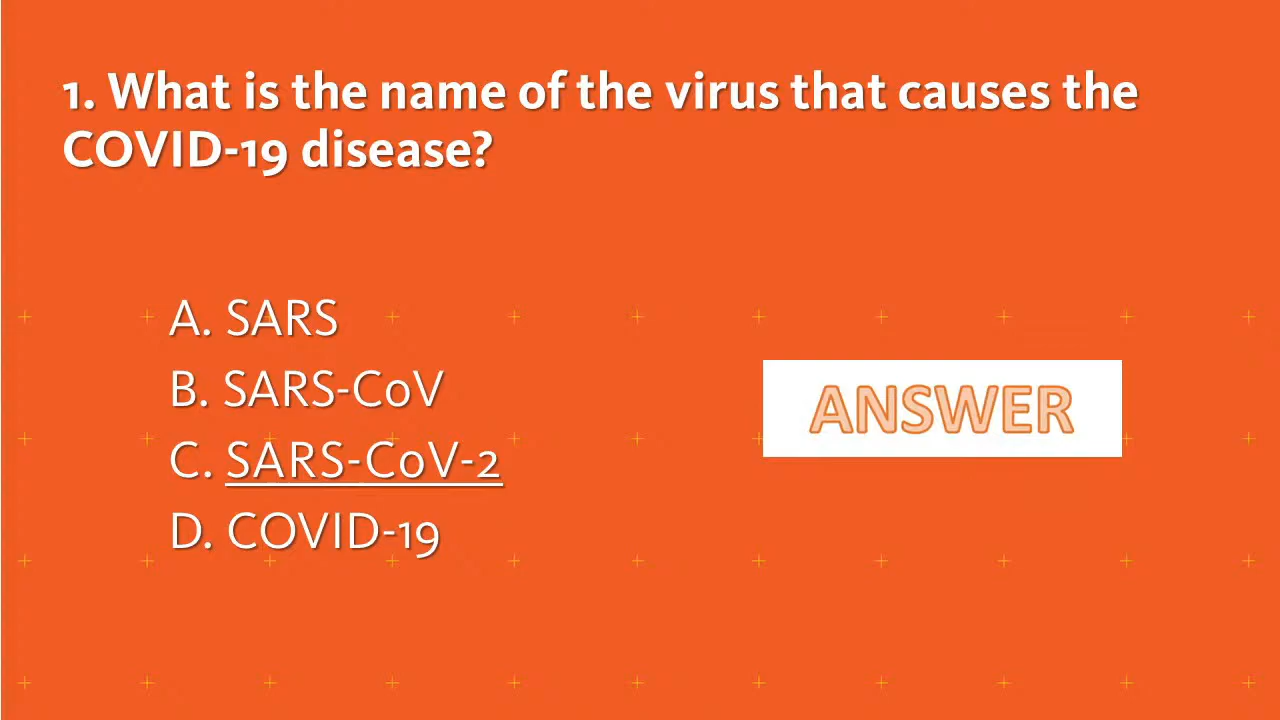 1. What is the name of the virus that causes the
COVID-19 disease?
A. SARS
B. SARS-CoV
C. SARS-CoV-2
D. COVID-19
ANSWER